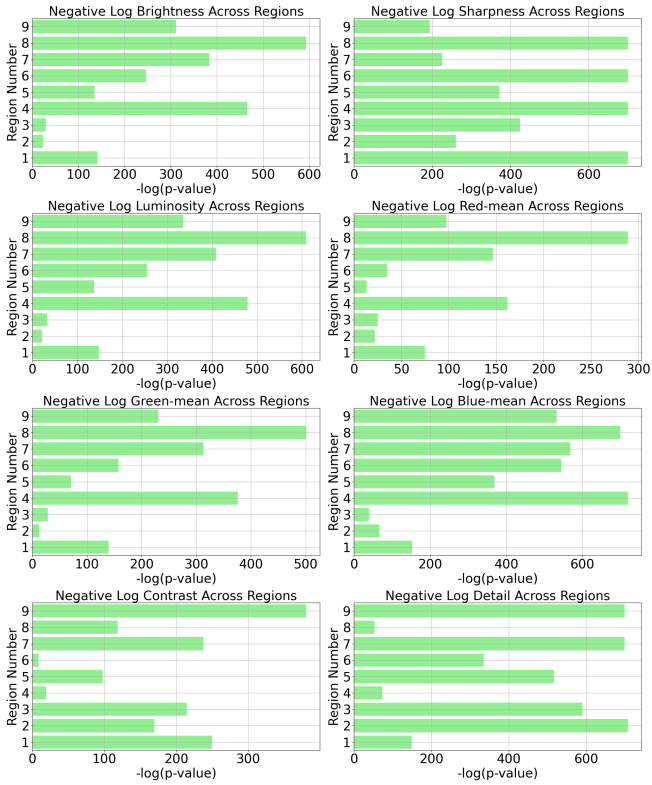 Negative Log Brightness Across Regions
Region Number
9
8
7
6
5
4
3
2
1
0 100 200 300 400 500 600
-log(p-value)
Negative Log Sharpness Across Regions
Region Number
9
8
7
6
5
4
3
2
1
0 200 400 600
-log(p-value)
Negative Log Luminosity Across Regions
Region Number
9
8
7
6
5
4
3
2
1
0 100 200 300 400 500 600
-log(p-value)
Negative Log Red-mean Across Regions
Region Number
9
8
7
6
5
4
3
2
1
0 50 100 150 200 250 300
-log(p-value)
Negative Log Green-mean Across Regions
Region Number
9
8
7
6
5
4
3
2
1
0 100 200 300 400 500
-log(p-value)
Negative Log Blue-mean Across Regions
Region Number
9
8
7
6
5
4
3
2
1
0 200 400 600
-log(p-value)
Negative Log Contrast Across Regions
Region Number
9
8
7
6
5
4
3
2
1
0 100 200 300
-log(p-value)
Negative Log Detail Across Regions
Region Number
9
8
7
6
5
4
3
2
1
0 200 400 600
-log(p-value)